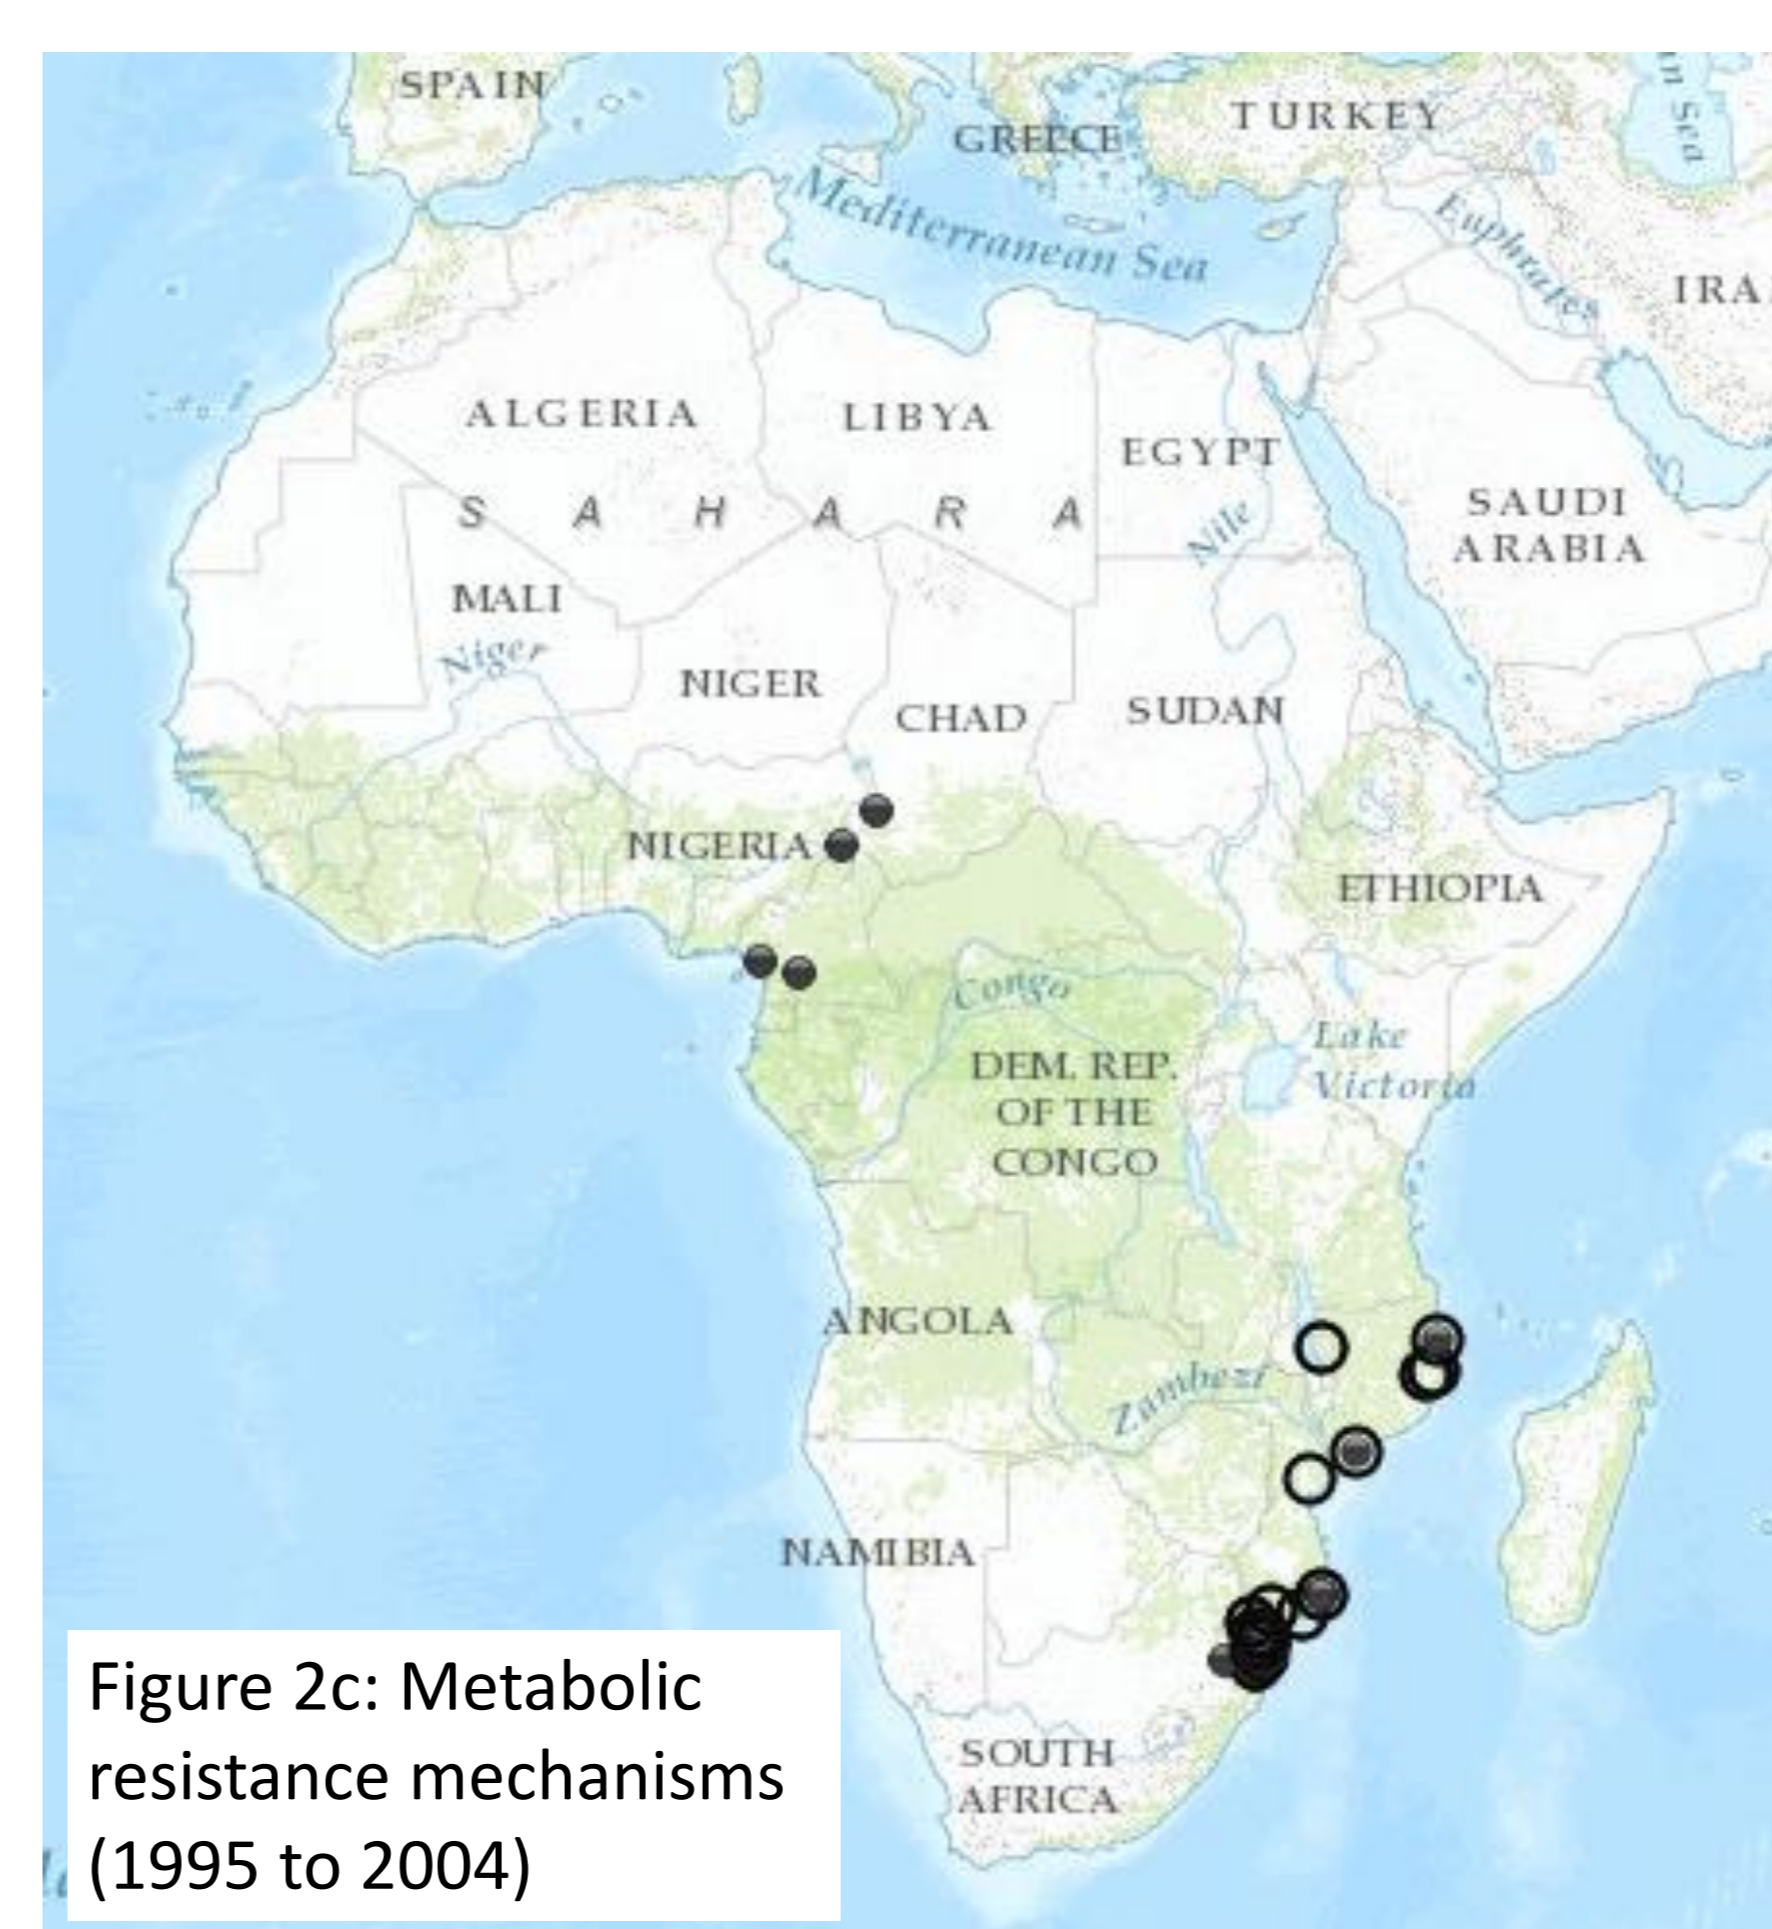 SPAIN
GREECE
TURKEY
Mediterranean Sea
Euphrates
ALGERIA
LIBYA
EGYPT
SAHARA
Nile
SAUDI
ARABIA
MALI
Niger
NIGER
CHAD
SUDAN
NIGERIA
ETHIOPIA
Congo
Lake
Victoria
DEM. REP.
OF THE
CONGO
ANGOLA
Zambezi
NAMIBIA
SOUTH
AFRICA
Figure 2c: Metabolic
resistance mechanisms
(1995 to 2004)